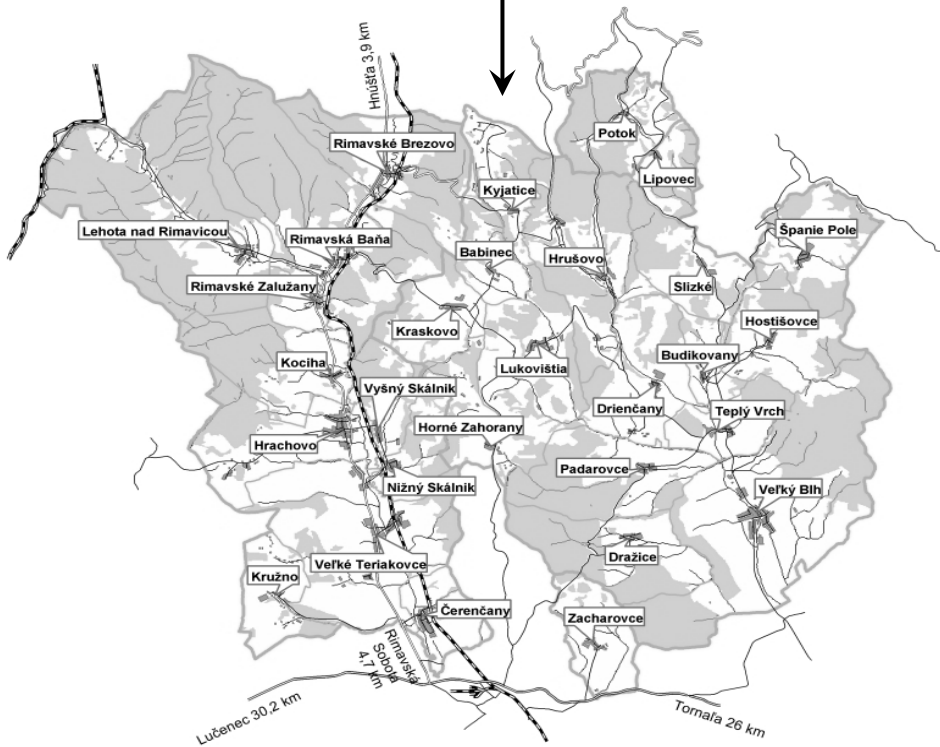 Hnúšťa 3,9 km
Potok
Rimavské Brezovo
Lipovec
Kyjatice
Lehota nad Rimavicou
Rimavská Baňa
Španie Pole
Babinec
Hrušovo
Rimavské Zalužany
Slizké
Kraskovo
Hostišovce
Kociha
Lukovištia
Budikovany
Vyšný Skálnik
Drienčany
Teplý Vrch
Horné Zahorany
Hrachovo
Padarovce
Nižný Skálnik
Veľký Blh
Dražice
Veľké Teriakovce
Kružno
Čerenčany
Zacharovce
Rimavská
Sobota
4,7 km
Lučenec 30,2 km
Tornaľa 26 km